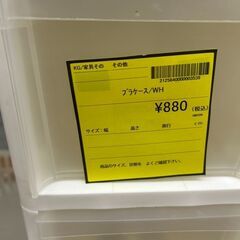 KG/家具その その他
プラケース/WH
¥880 (税込)
サイズ:幅 高さ 奥行
商品のサイズ、状態を よくご確認下さい。